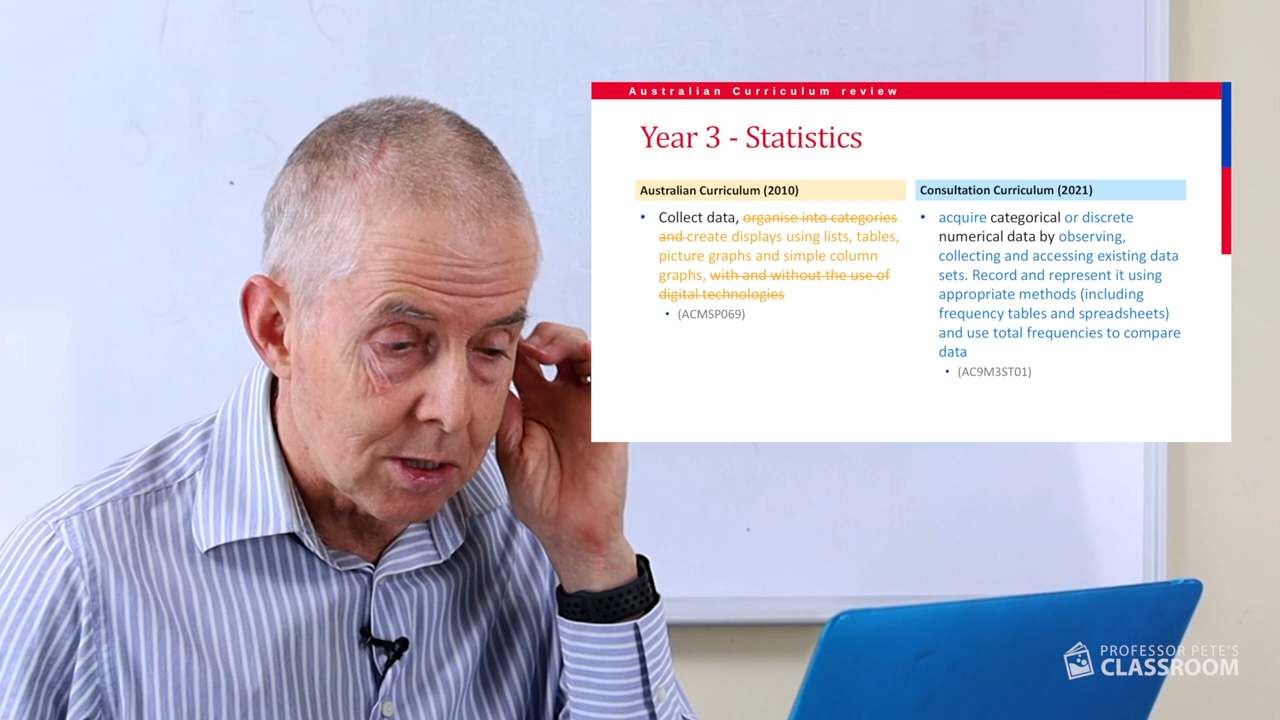 Australian Curriculum review
Year 3 - Statistics
Australian Curriculum (2010)
• Collect data, organise into categories
and create displays using lists, tables,
picture graphs and simple column
graphs, with and without the use of
digital technologies
• (ACMSP069)
Consultation Curriculum (2021)
• acquire categorical or discrete
numerical data by observing,
collecting and accessing existing data
sets. Record and represent it using
appropriate methods (including
frequency tables and spreadsheets)
and use total frequencies to compare
data
• (AC9M3ST01)
PROFESSOR PETE'S
CLASSROOM